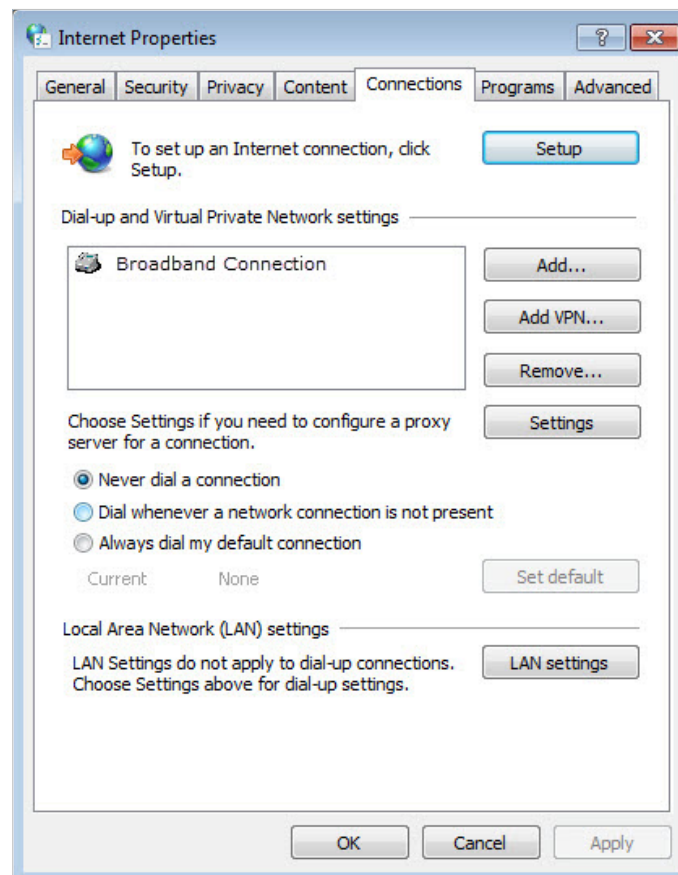 Internet Properties
General Security Privacy Content Connections Programs Advanced
To set up an Internet connection, click
Setup.
Setup
Dial-up and Virtual Private Network settings
Broadband Connection
Add...
Add VPN...
Remove...
Choose Settings if you need to configure a proxy
server for a connection.
Settings
Never dial a connection
Dial whenever a network connection is not present
Always dial my default connection
Current None
Set default
Local Area Network (LAN) settings
LAN Settings do not apply to dial-up connections.
Choose Settings above for dial-up settings.
LAN settings
OK Cancel Apply